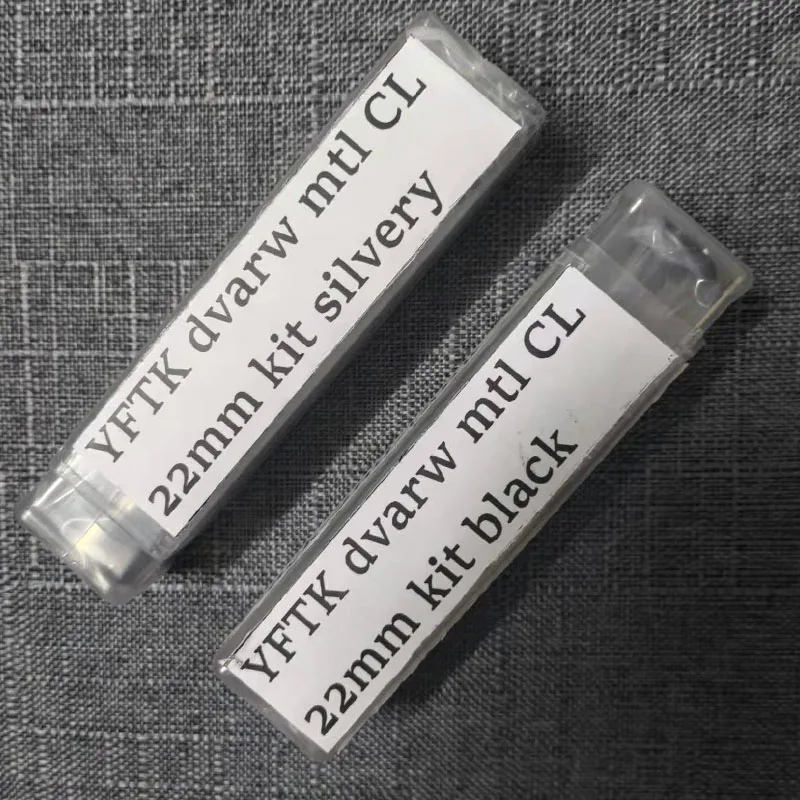 YFTK dvarw mtl CL
22mm kit silvery
YFTK dvarw mtl CL
22mm kit black